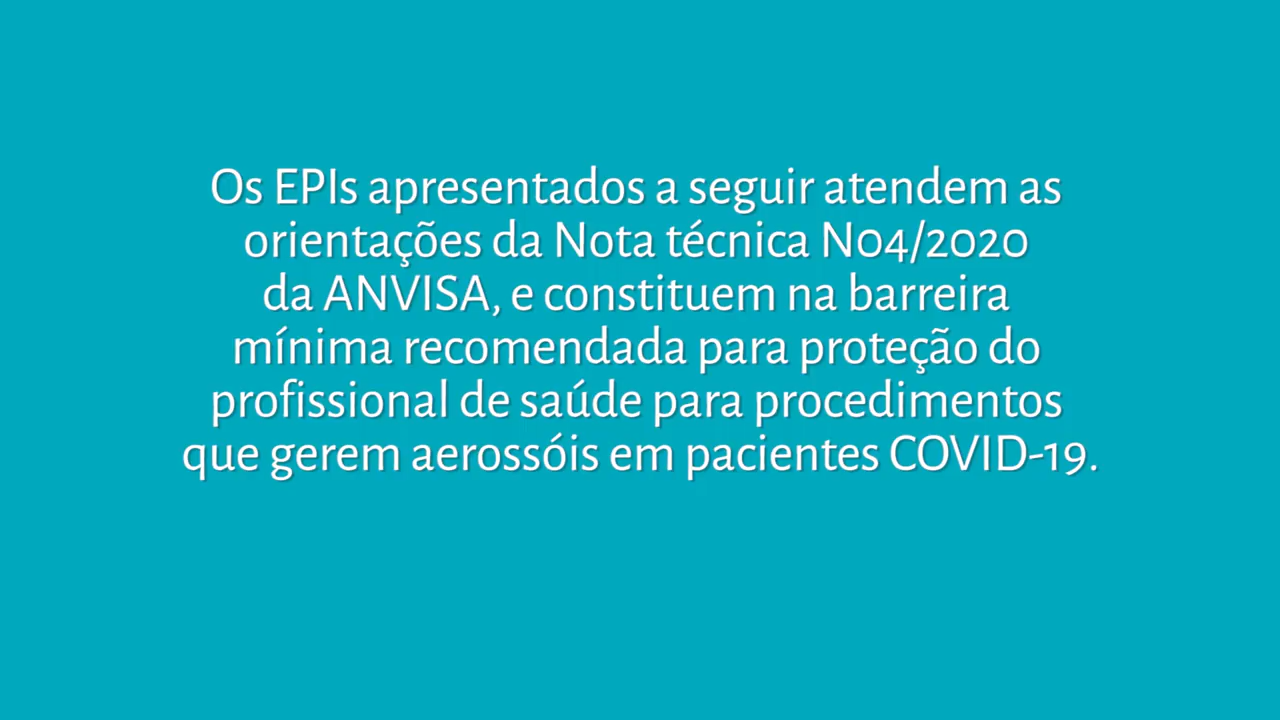 Os EPIs apresentados a seguir atendem as
orientações da Nota técnica N04/2020
da ANVISA, e constituem na barreira
mínima recomendada para proteção do
profissional de saúde para procedimentos
que gerem aerossóis em pacientes COVID-19.